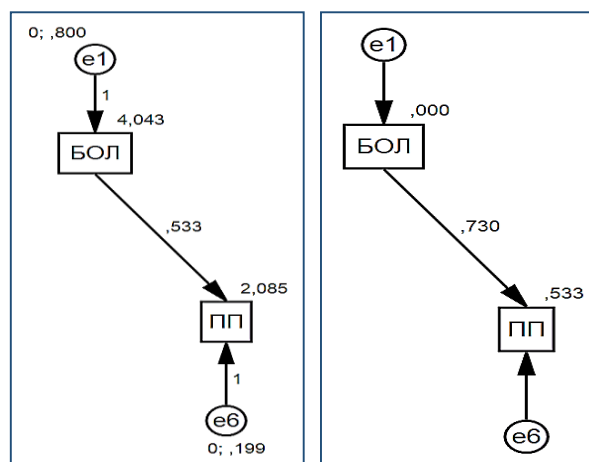 0; ,800
e1
1
4,043
БОЛ
,533
2,085
ПП
1
e6
0; ,199
e1
,000
БОЛ
,730
,533
ПП
e6